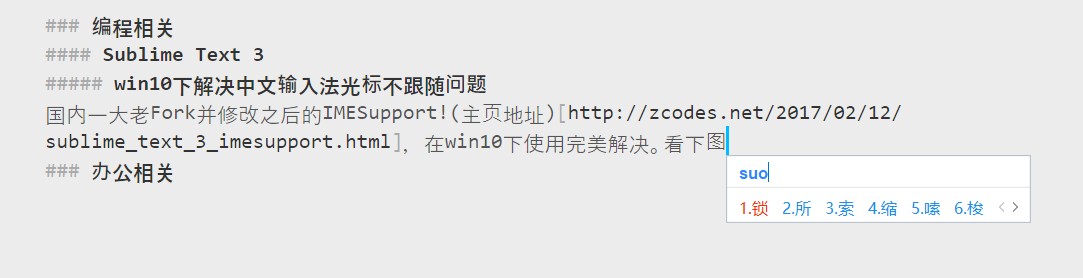 ### 编程相关
#### Sublime Text 3
##### win10下解决中文输入法光标不跟随问题
国内一大老Fork并修改之后的IMESupport!(主页地址)[http://zcodes.net/2017/02/12/
sublime_text_3_imesupport.html]，在win10下使用完美解决。看下图
### 办公相关
suo
1.锁 2.所 3.索 4.缩 5.嗦 6.梭 < >